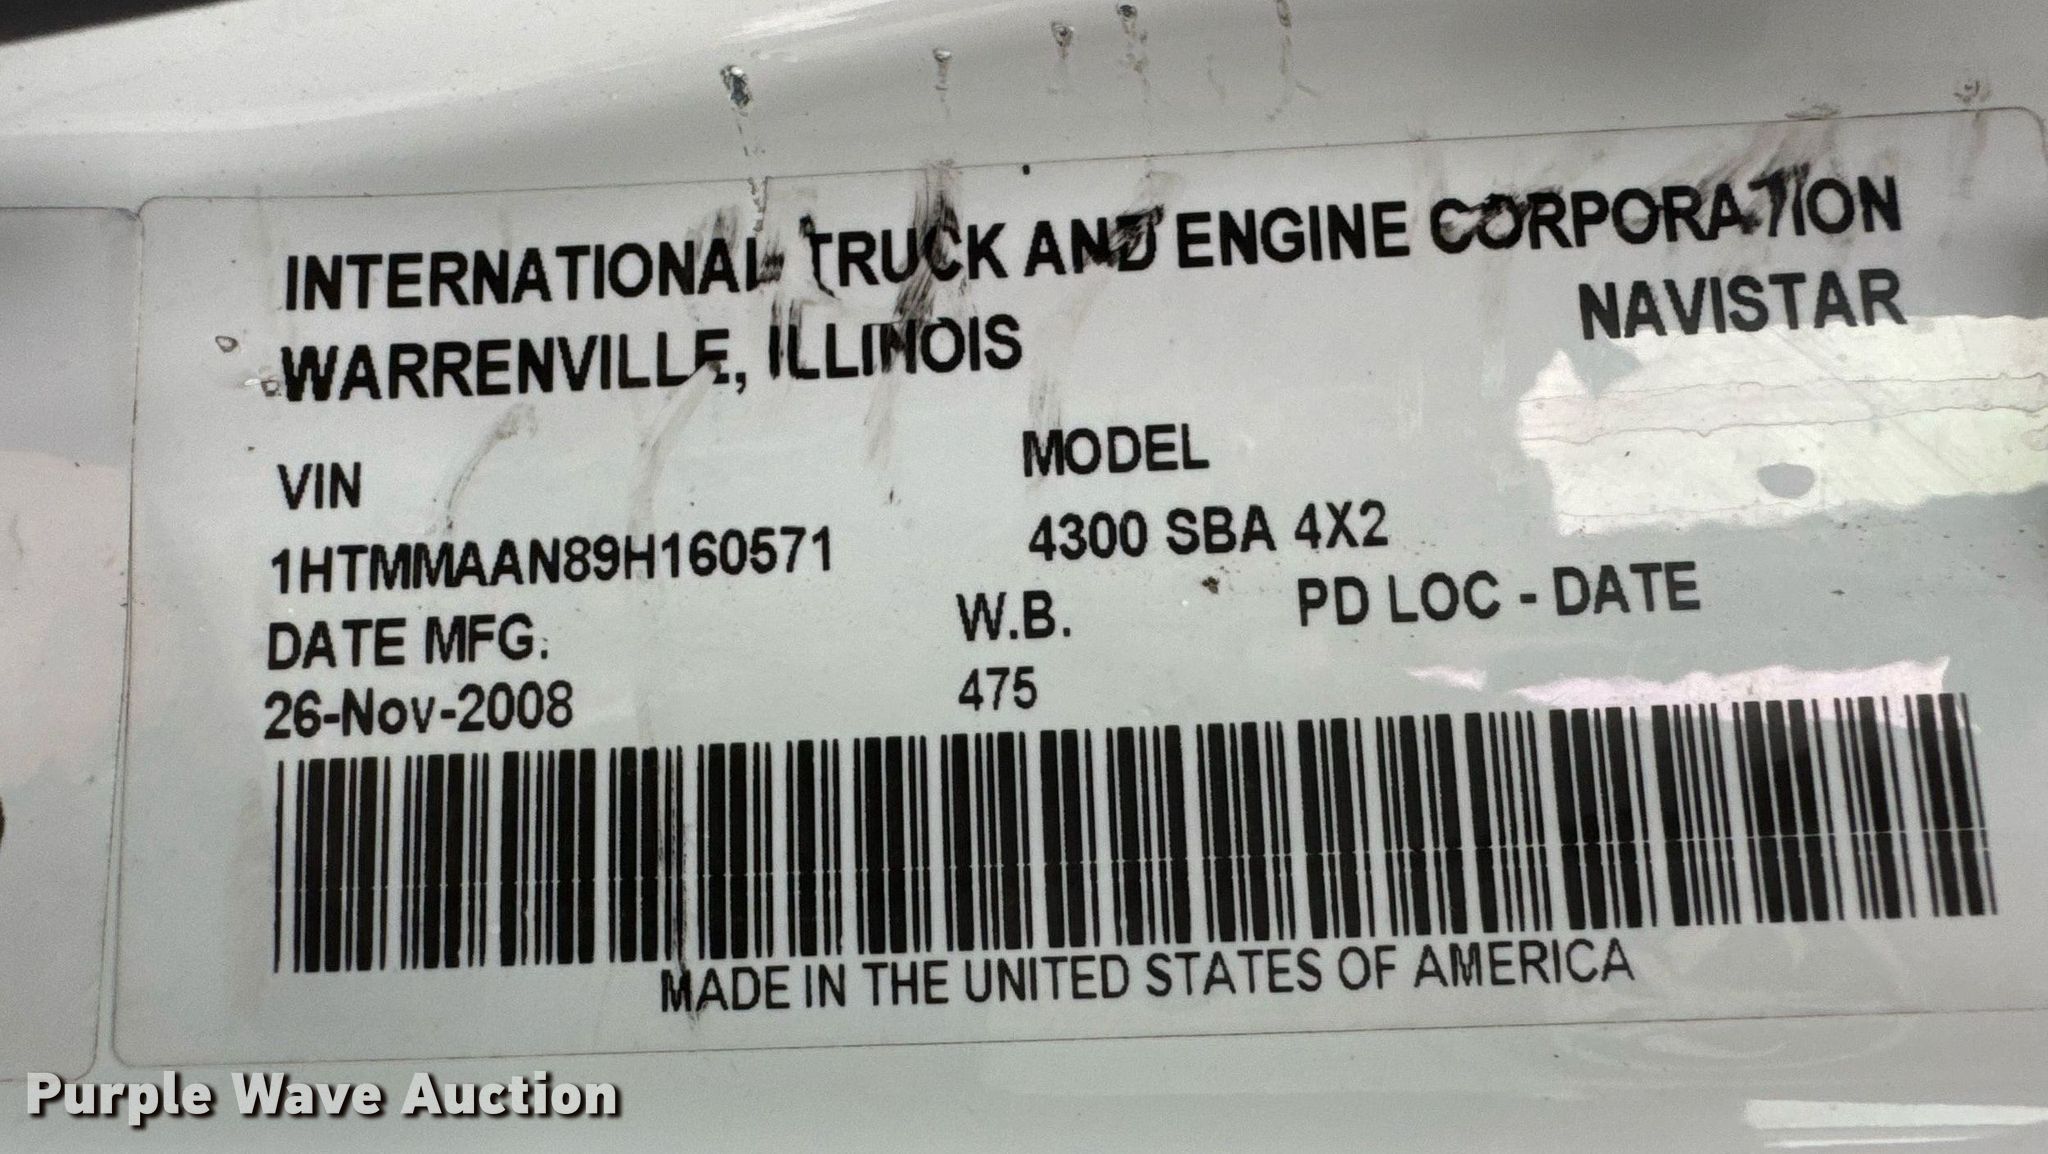 INTERNATIONAL TRUCK AND ENGINE CORPORATION
WARRENVILLE, ILLINOIS
NAVISTAR
VIN
MODEL
1HTMMAAN89H160571
4300 SBA 4X2
DATE MFG:
W.B.
PD LOC - DATE
26-Nov-2008
475
MADE IN THE UNITED STATES OF AMERICA
Purple Wave Auction